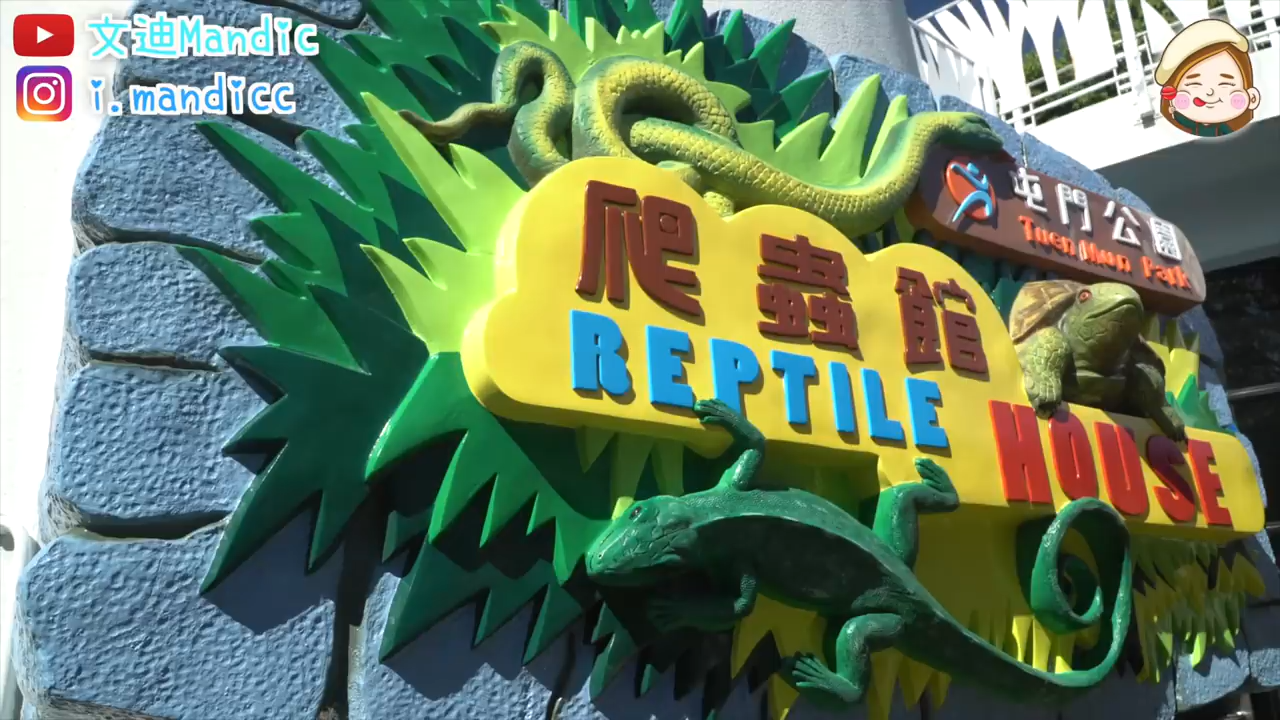 文迪Mandic
i.mandicc
屯門公園
Tuen Mun Park
爬蟲館
REPTILE
HOUSE